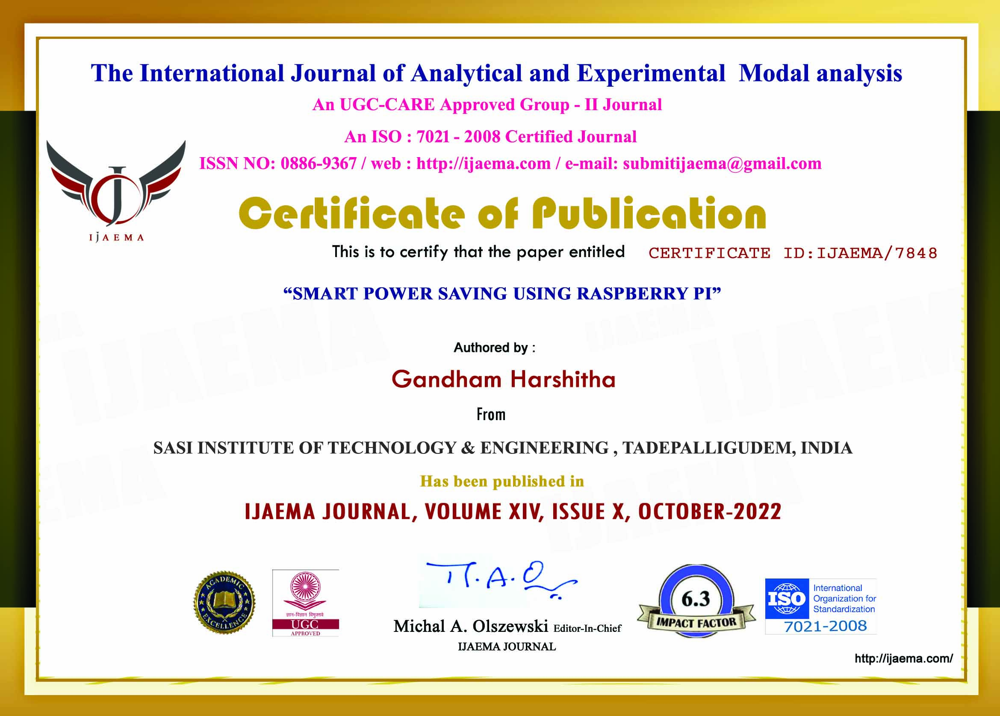 The International Journal of Analytical and Experimental Modal analysis
An UGC-CARE Approved Group - II Journal
An ISO : 7021 - 2008 Certified Journal
ISSN NO: 0886-9367 / web : http://ijaema.com / e-mail: submitijaema@gmail.com
IJAEMA
Certificate of Publication
This is to certify that the paper entitled CERTIFICATE ID:IJAEMA/7848
“SMART POWER SAVING USING RASPBERRY PI”
Authored by :
Gandham Harshitha
From
SASI INSTITUTE OF TECHNOLOGY & ENGINEERING , TADEPALLIGUDEM, INDIA
Has been published in
IJAEMA JOURNAL, VOLUME XIV, ISSUE X, OCTOBER-2022
ACADEMIC
EXCELLENCE
ज्ञान-विज्ञान विमुक्तये
UGC
APPROVED
M.A.O
Michal A. Olszewski Editor-In-Chief
IJAEMA JOURNAL
6.3
IMPACT FACTOR
ISO
International
Organization for
Standardization
7021-2008
http://ijaema.com/